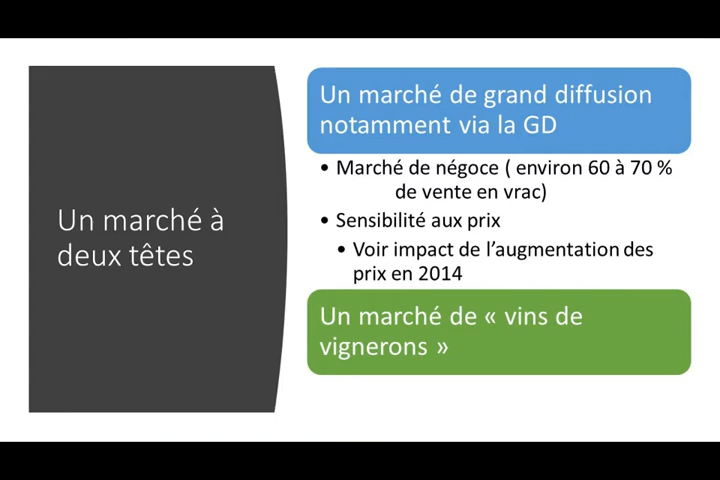 Un marché à
deux têtes
Un marché de grand diffusion
notamment via la GD
• Marché de négoce ( environ 60 à 70 %
de vente en vrac)
• Sensibilité aux prix
• Voir impact de l’augmentation des
prix en 2014
Un marché de « vins de
vignerons »